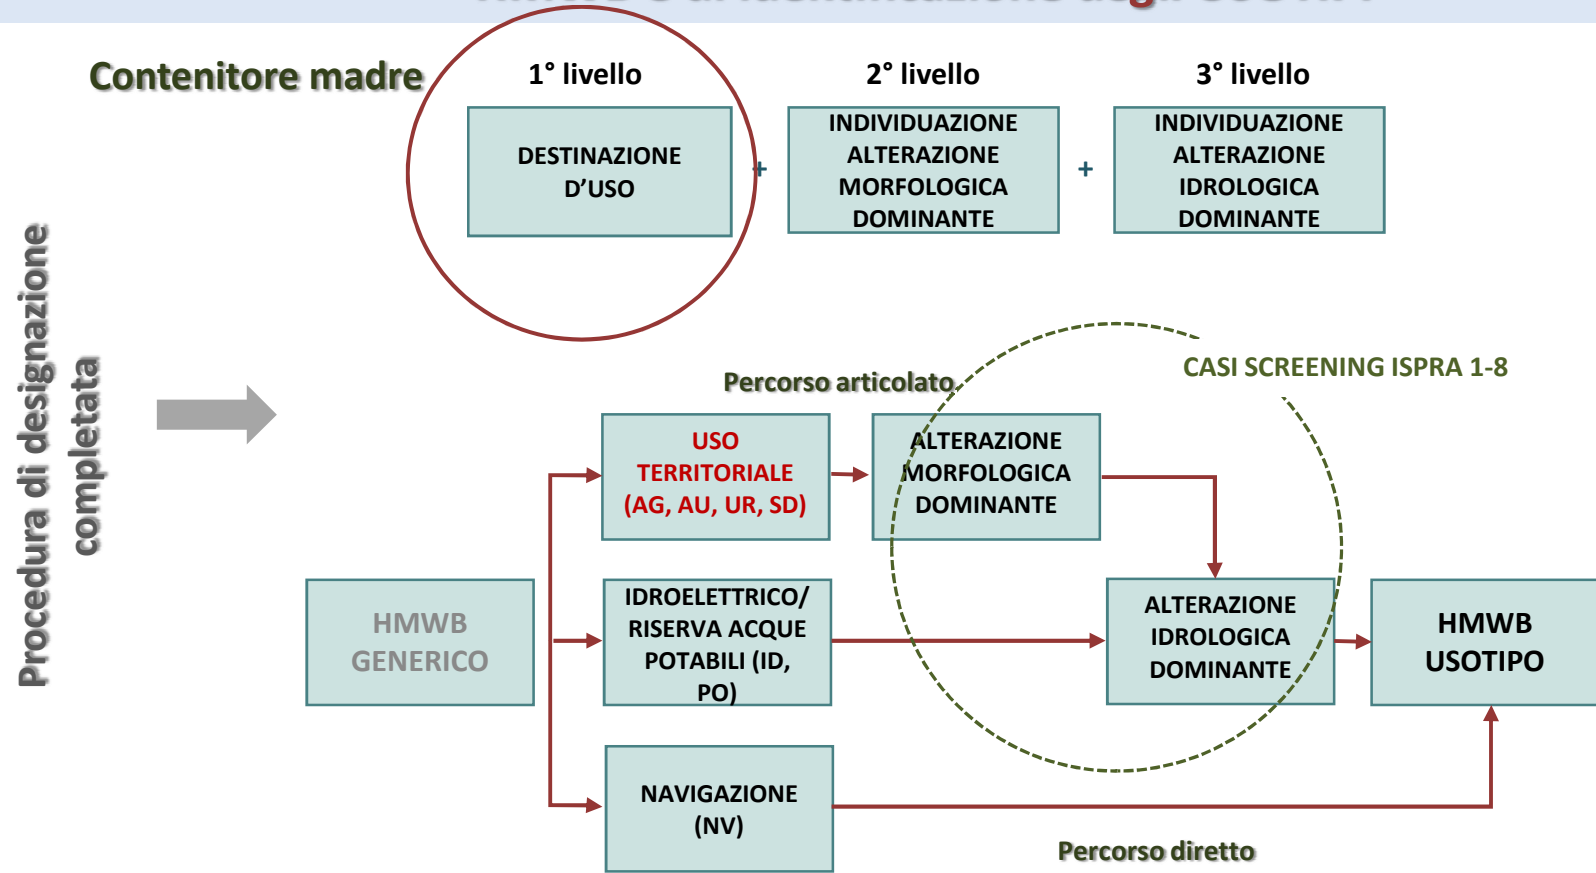 Contenitore madre
1° livello
2° livello
3° livello
DESTINAZIONE
D'USO
+
INDIVIDUAZIONE
ALTERAZIONE
MORFOLOGICA
DOMINANTE
+
INDIVIDUAZIONE
ALTERAZIONE
IDROLOGICA
DOMINANTE
Procedura di designazione
completata
CASI SCREENING ISPRA 1-8
Percorso articolato
USO
TERRITORIALE
(AG, AU, UR, SD)
ALTERAZIONE
MORFOLOGICA
DOMINANTE
HMWB
GENERICO
IDROELETTRICO/
RISERVA ACQUE
POTABILI (ID,
PO)
ALTERAZIONE
IDROLOGICA
DOMINANTE
HMWB
USOTIPO
NAVIGAZIONE
(NV)
Percorso diretto